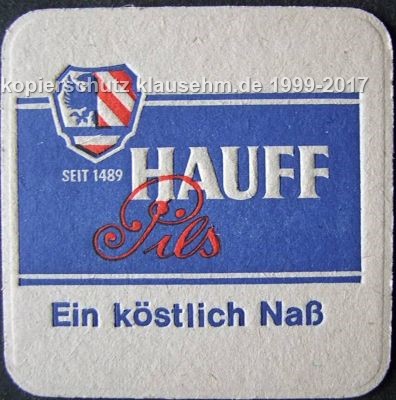 kopierschutz klausehm.de 1999-2017
SEIT 1489
HAUFF
Pils
Ein köstlich Naß